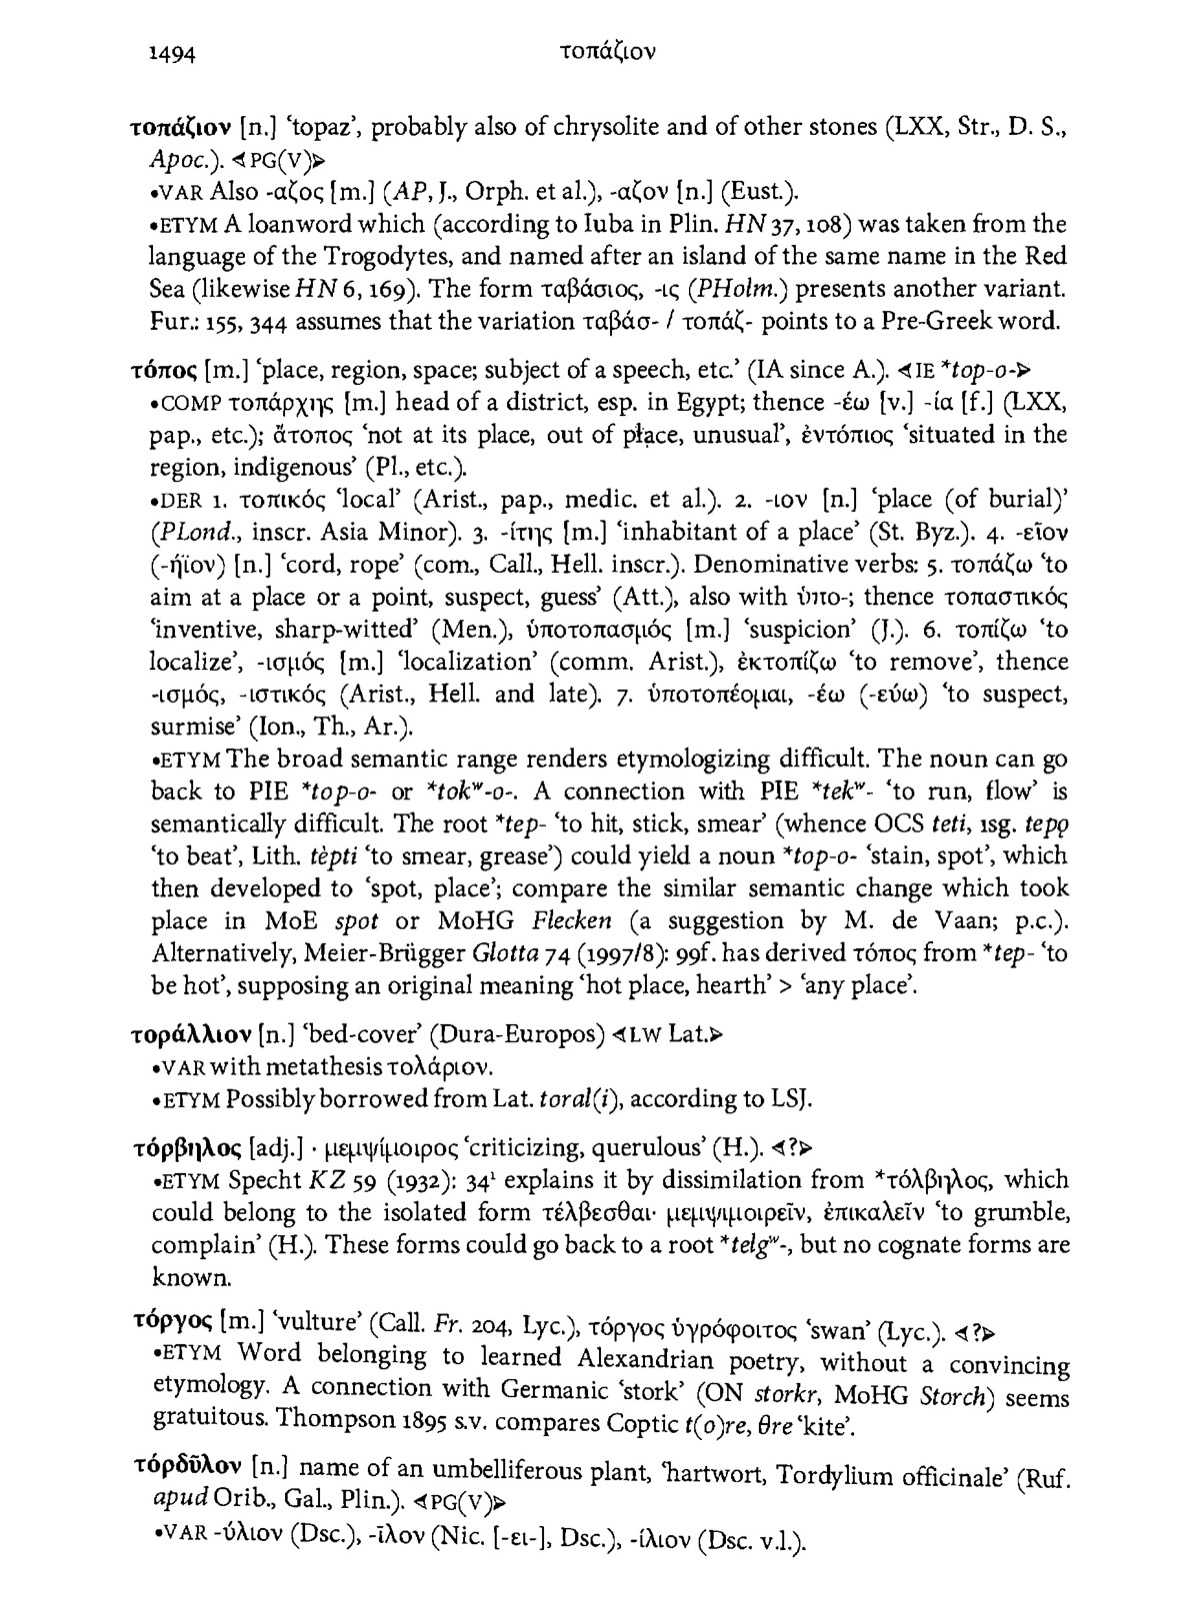 1494
τοπάζιον
τοπάζιον [n.] ‘topaz’, probably also of chrysolite and of other stones (LXX, Str., D. S.,
Apoc.). ⋖PG(V)⋗
•VAR Also -αζος [m.] (AP, J., Orph. et al.), -αζον [n.] (Eust.).
•ETYM A loanword which (according to Iuba in Plin. HN 37, 108) was taken from the
language of the Trogodytes, and named after an island of the same name in the Red
Sea (likewise HN 6, 169). The form ταβάσιος, -ις (PHolm.) presents another variant.
Fur.: 155, 344 assumes that the variation ταβάσ- / τοπάζ- points to a Pre-Greek word.
τόπος [m.] ‘place, region, space; subject of a speech, etc.’ (IA since A.). ⋖IE *top-o-⋗
•COMP τοπάρχης [m.] head of a district, esp. in Egypt; thence -έω [v.] -ία [f.] (LXX,
pap., etc.); ἄτοπος ‘not at its place, out of place, unusual’, ἐντόπιος ‘situated in the
region, indigenous’ (Pl., etc.).
•DER 1. τοπικός ‘local’ (Arist., pap., medic. et al.). 2. -ιον [n.] ‘place (of burial)’
(PLond., inscr. Asia Minor). 3. -ίτης [m.] ‘inhabitant of a place’ (St. Byz.). 4. -εῖον
(-ήϊον) [n.] ‘cord, rope’ (com., Call., Hell. inscr.). Denominative verbs: 5. τοπάζω ‘to
aim at a place or a point, suspect, guess’ (Att.), also with ὑπο-; thence τοπαστικός
‘inventive, sharp-witted’ (Men.), ὑποτοπασμός [m.] ‘suspicion’ (J.). 6. τοπίζω ‘to
localize’, -ισμός [m.] ‘localization’ (comm. Arist.), ἐκτοπίζω ‘to remove’, thence
-ισμός, -ιστικός (Arist., Hell. and late). 7. ὑποτοπέομαι, -έω (-εύω) ‘to suspect,
surmise’ (Ion., Th., Ar.).
•ETYM The broad semantic range renders etymologizing difficult. The noun can go
back to PIE *top-o- or *tokʷ-o-. A connection with PIE *tekʷ- ‘to run, flow’ is
semantically difficult. The root *tep- ‘to hit, stick, smear’ (whence OCS teti, 1sg. tepǫ
‘to beat’, Lith. tèpti ‘to smear, grease’) could yield a noun *top-o- ‘stain, spot’, which
then developed to ‘spot, place’; compare the similar semantic change which took
place in MoE spot or MoHG Flecken (a suggestion by M. de Vaan; p.c.).
Alternatively, Meier-Brügger Glotta 74 (1997/8): 99f. has derived τόπος from *tep- ‘to
be hot’, supposing an original meaning ‘hot place, hearth’ > ‘any place’.
τοράλλιον [n.] ‘bed-cover’ (Dura-Europos) ⋖LW Lat.⋗
•VAR with metathesis τολάριον.
•ETYM Possibly borrowed from Lat. toral(i), according to LSJ.
τόρβηλος [adj.] · μεμψίμοιρος ‘criticizing, querulous’ (H.). ⋖?⋗
•ETYM Specht KZ 59 (1932): 34¹ explains it by dissimilation from *τόλβηλος, which
could belong to the isolated form τέλβεσθαι· μεμψιμοιρεῖν, ἐπικαλεῖν ‘to grumble,
complain’ (H.). These forms could go back to a root *telgʷ-, but no cognate forms are
known.
τόργος [m.] ‘vulture’ (Call. Fr. 204, Lyc.), τόργος ὑγρόφοιτος ‘swan’ (Lyc.). ⋖?⋗
•ETYM Word belonging to learned Alexandrian poetry, without a convincing
etymology. A connection with Germanic ‘stork’ (ON storkr, MoHG Storch) seems
gratuitous. Thompson 1895 s.v. compares Coptic t(o)re, θre ‘kite’.
τόρδῡλον [n.] name of an umbelliferous plant, ‘hartwort, Tordylium officinale’ (Ruf.
apud Orib., Gal., Plin.). ⋖PG(V)⋗
•VAR -ύλιον (Dsc.), -ῑλον (Nic. [-ει-], Dsc.), -ίλιον (Dsc. v.l.).